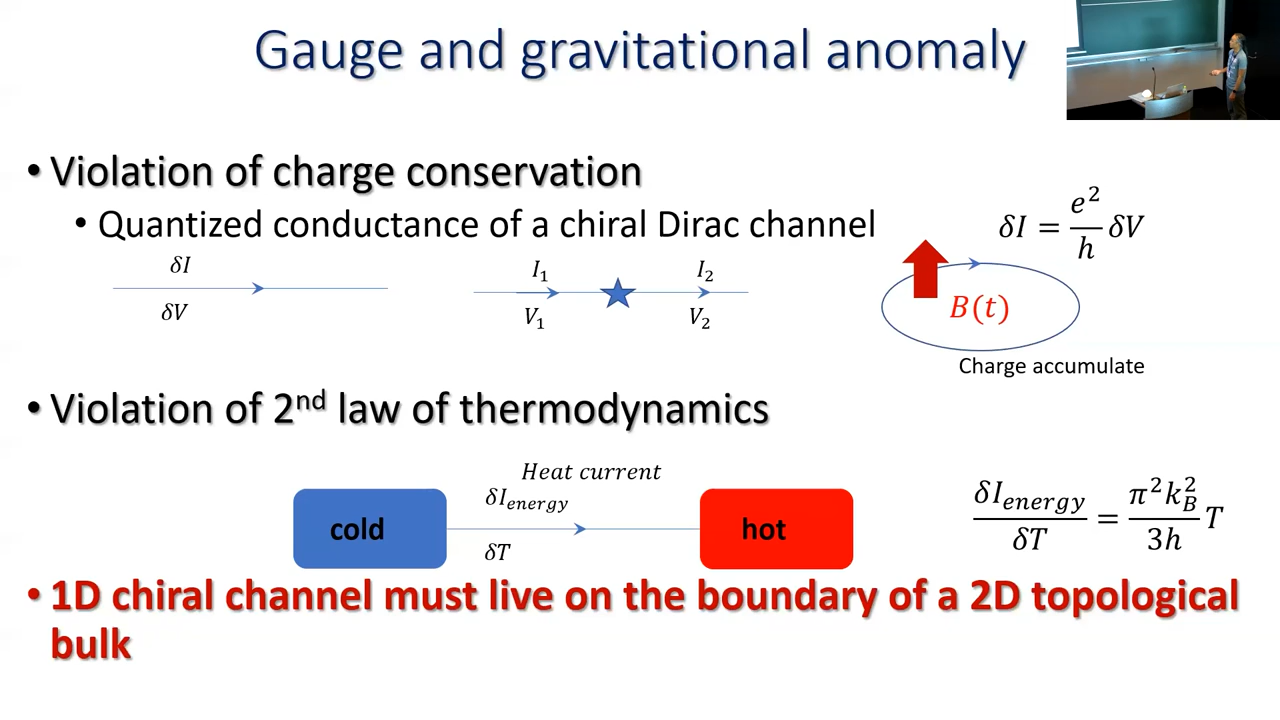 Gauge and gravitational anomaly
• Violation of charge conservation
• Quantized conductance of a chiral Dirac channel
δI = e²/h δV
δI
δV
I₁
V₁
I₂
V₂
B(t)
Charge accumulate
• Violation of 2nd law of thermodynamics
Heat current
δI_energy
δT
cold
hot
δI_energy/δT = π²k_B²/3h T
• 1D chiral channel must live on the boundary of a 2D topological
bulk